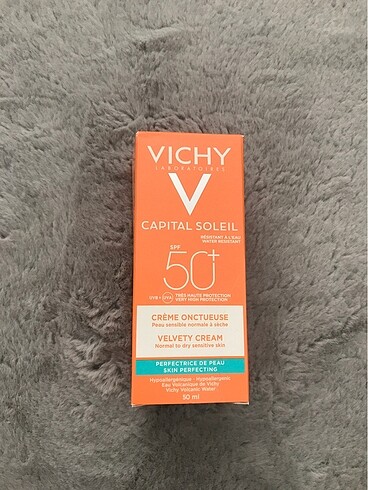 VICHY
LABORATOIRES
V
CAPITAL SOLEIL
RÉSISTANT À L'EAU
WATER RESISTANT
SPF
50+
UVB + UVA
TRÈS HAUTE PROTECTION
VERY HIGH PROTECTION
CRÈME ONCTUEUSE
Peau sensible normale à sèche
VELVETY CREAM
Normal to dry sensitive skin
PERFECTRICE DE PEAU
SKIN PERFECTING
Hypoallergénique - Hypoallergenic
Eau Volcanique de Vichy
Vichy Volcanic Water
50 ml